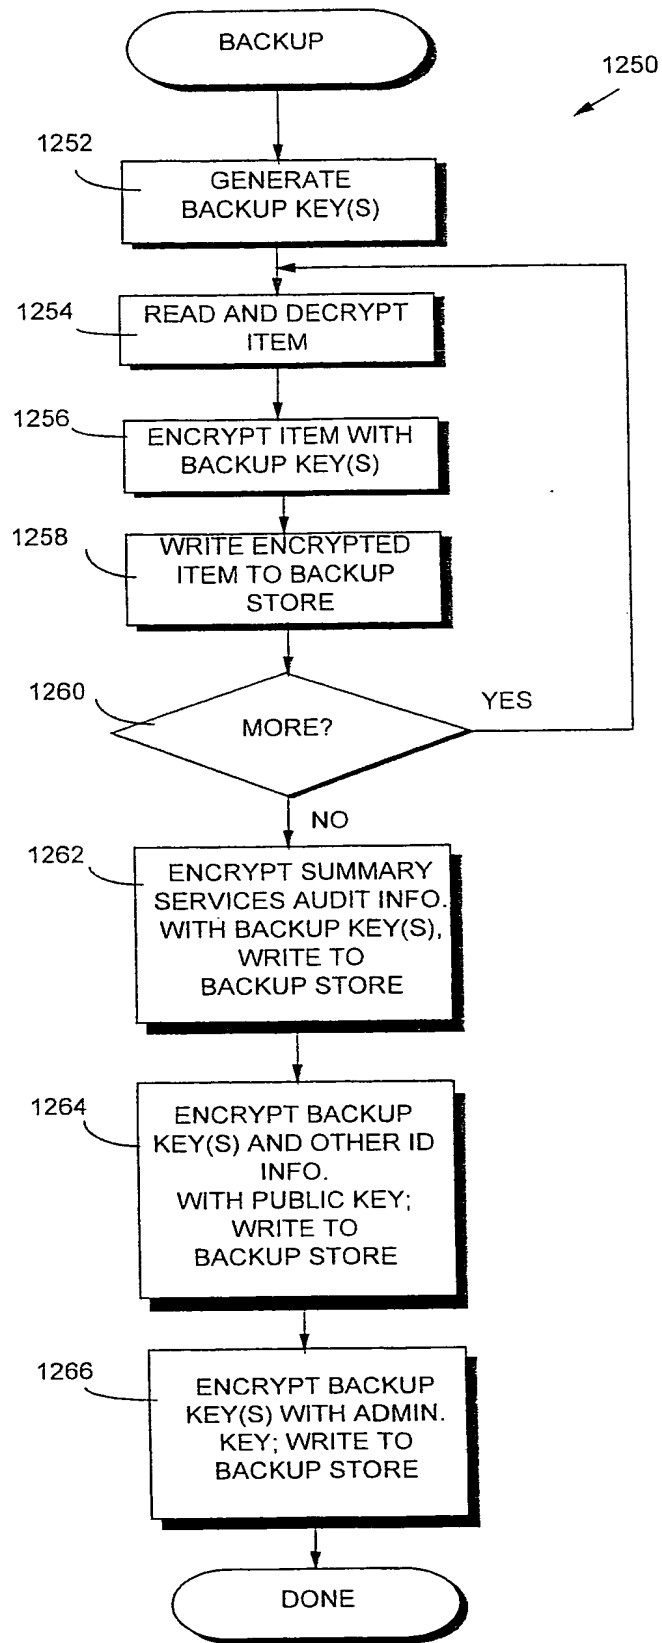 BACKUP
1250
1252
GENERATE
BACKUP KEY(S)
1254
READ AND DECRYPT
ITEM
1256
ENCRYPT ITEM WITH
BACKUP KEY(S)
1258
WRITE ENCRYPTED
ITEM TO BACKUP
STORE
1260
MORE?
YES
NO
1262
ENCRYPT SUMMARY
SERVICES AUDIT INFO.
WITH BACKUP KEY(S),
WRITE TO
BACKUP STORE
1264
ENCRYPT BACKUP
KEY(S) AND OTHER ID
INFO.
WITH PUBLIC KEY;
WRITE TO
BACKUP STORE
1266
ENCRYPT BACKUP
KEY(S) WITH ADMIN.
KEY; WRITE TO
BACKUP STORE
DONE